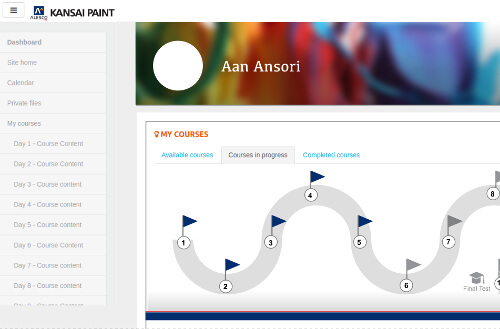 ALESCO KANSAI PAINT
Dashboard
Site home
Calendar
Private files
My courses
Day 1 - Course Content
Day 2 - Course Content
Day 3 - Course content
Day 4 - Course content
Day 5 - Course content
Day 6 - Course Content
Day 7 - Course content
Day 8 - Course content
Aan Ansori
MY COURSES
Available courses
Courses in progress
Completed courses
1
2
3
4
5
6
7
8
Final Test